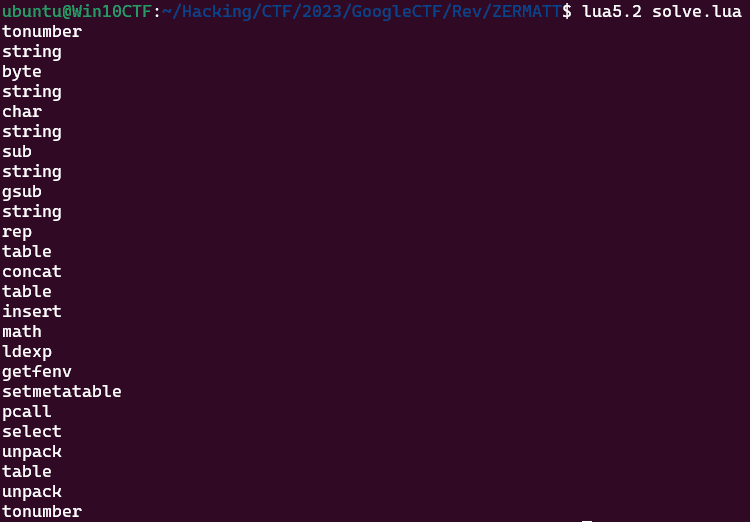 ubuntu@Win10CTF:~/Hacking/CTF/2023/GoogleCTF/Rev/ZERMATT$ lua5.2 solve.lua
tonumber
string
byte
string
char
string
sub
string
gsub
string
rep
table
concat
table
insert
math
ldexp
getfenv
setmetatable
pcall
select
unpack
table
unpack
tonumber